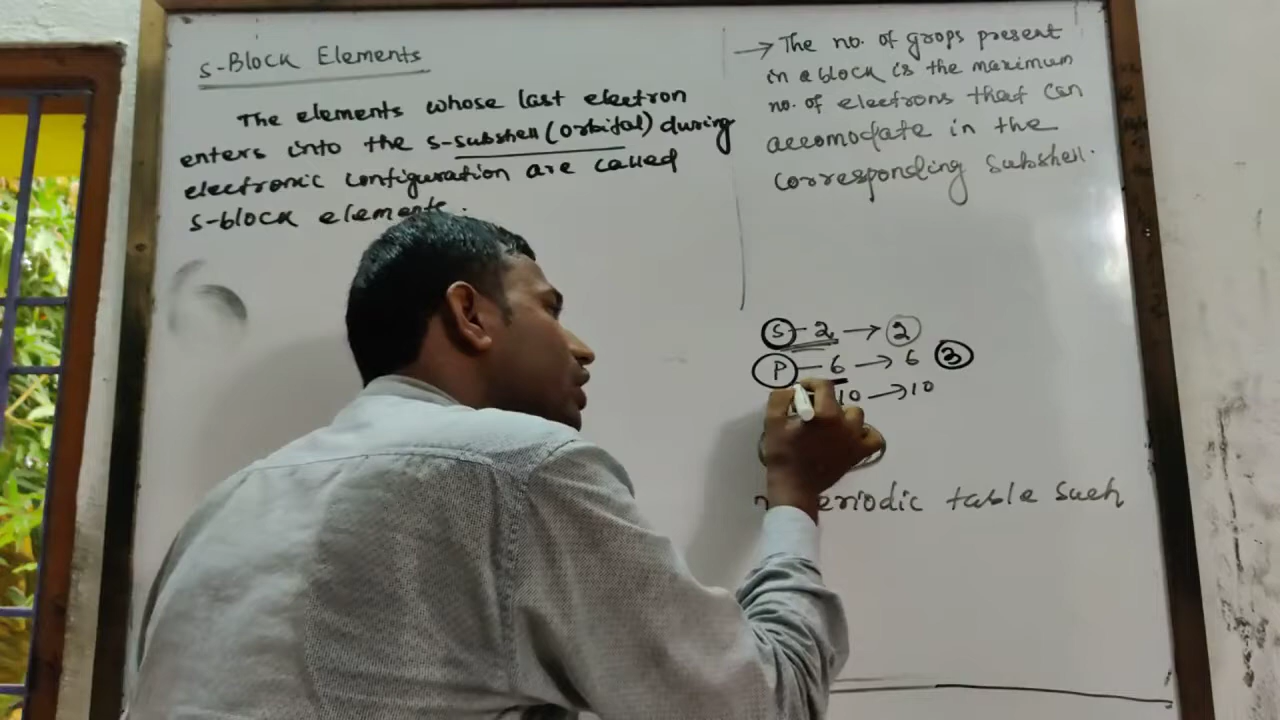 s-Block Elements
The elements whose last electron
enters into the s-subshell (orbital) during
electronic configuration are called
s-block elements.
→ The no. of grops present
in a block is the maximum
no. of electrons that can
accomodate in the
corresponding subshell.
S - 2 → 2
P - 6 → 6 3
10 → 10
eriodic table such